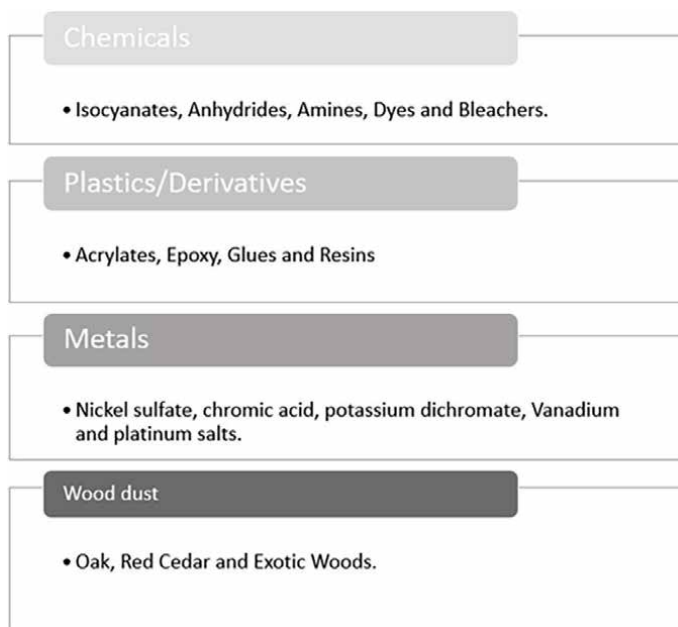 Chemicals
• Isocyanates, Anhydrides, Amines, Dyes and Bleachers.
Plastics/Derivatives
• Acrylates, Epoxy, Glues and Resins
Metals
• Nickel sulfate, chromic acid, potassium dichromate, Vanadium
and platinum salts.
Wood dust
• Oak, Red Cedar and Exotic Woods.